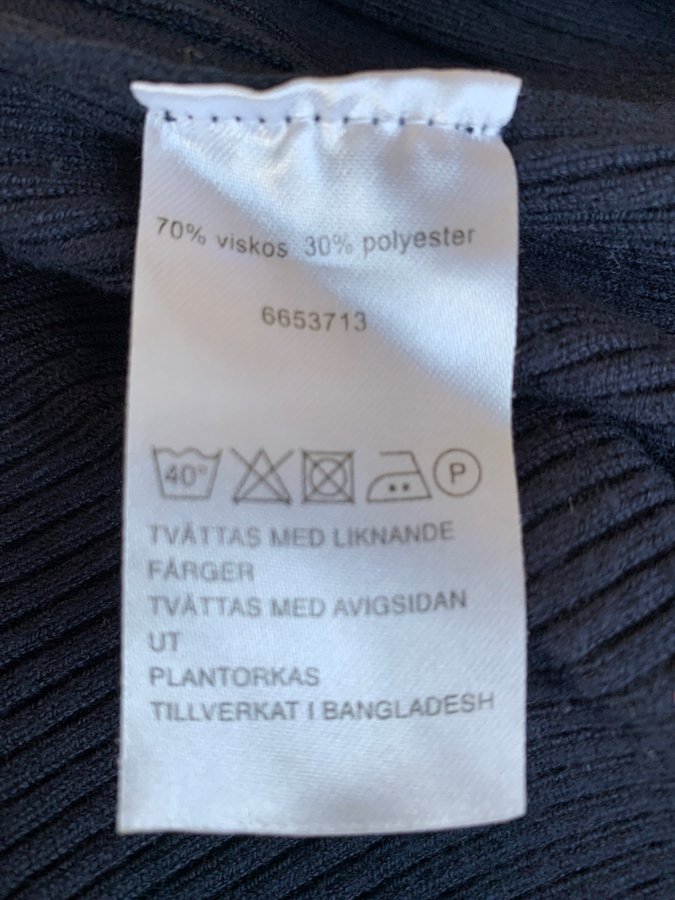 70% viskos 30% polyester
6653713
40° P
TVÄTTAS MED LIKNANDE
FÄRGER
TVÄTTAS MED AVIGSIDAN
UT
PLANTORKAS
TILLVERKAT I BANGLADESH